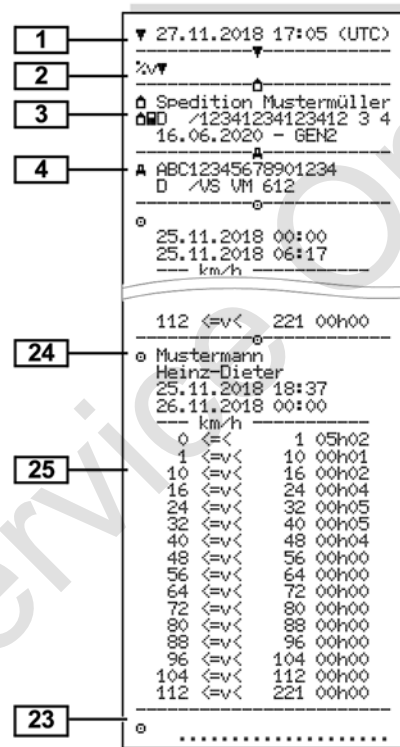 1 ▼ 27.11.2018 17:05 (UTC)
2 %v▼
3 Spedition Mustermüller
D /12341234123412 3 4
16.06.2020 - GEN2
4 A ABC12345678901234
D /VS VM 612
25.11.2018 00:00
25.11.2018 06:17
--- km/h
112 <=v< 221 00h00
24 Mustermann
Heinz-Dieter
25.11.2018 18:37
26.11.2018 00:00
--- km/h
0 <=< 1 05h02
1 <=v< 10 00h01
10 <=v< 16 00h02
16 <=v< 24 00h04
24 <=v< 32 00h05
32 <=v< 40 00h05
40 <=v< 48 00h04
25 48 <=v< 56 00h00
56 <=v< 64 00h00
64 <=v< 72 00h00
72 <=v< 80 00h00
80 <=v< 88 00h00
88 <=v< 96 00h00
96 <=v< 104 00h00
104 <=v< 112 00h00
112 <=v< 221 00h00
23 ....................